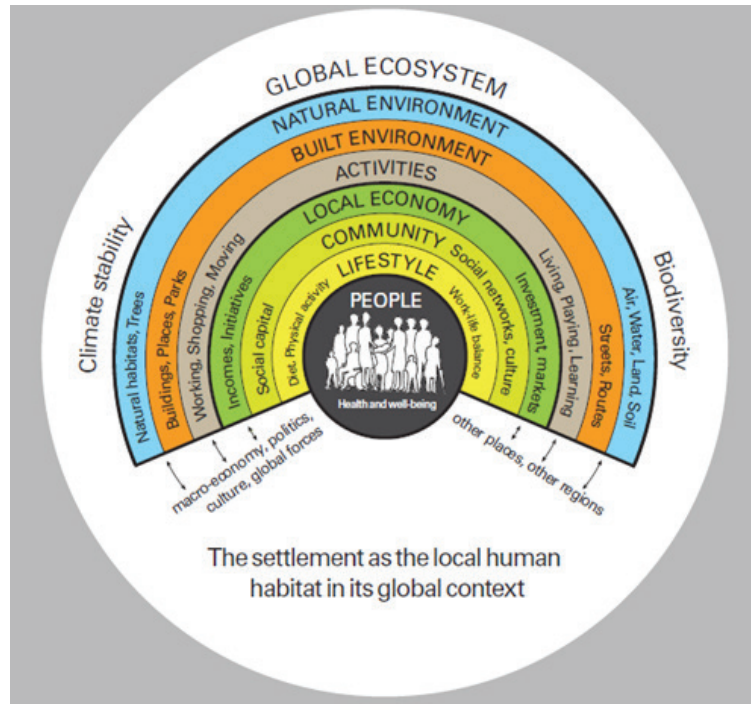 GLOBAL ECOSYSTEM
NATURAL ENVIRONMENT
BUILT ENVIRONMENT
ACTIVITIES
LOCAL ECONOMY
COMMUNITY
LIFESTYLE
PEOPLE
Health and well-being
Climate stability
Natural habitats, Trees
Buildings, Places, Parks
Working, Shopping, Moving
Incomes, Initiatives
Social capital
Diet. Physical activity
Work-life balance
Social networks, culture
Investment, markets
Living, Playing, Learning
Streets, Routes
Air, Water, Land, Soil
Biodiversity
macro-economy, politics,
culture, global forces
other places, other regions
The settlement as the local human
habitat in its global context